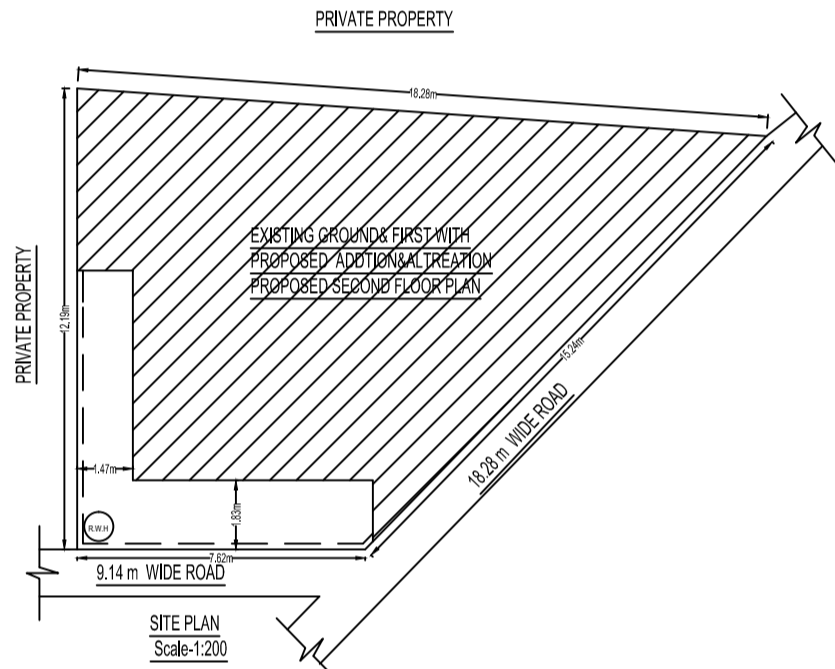 PRIVATE PROPERTY
18.28m
EXISTING GROUND& FIRST WITH
PROPOSED ADDTION&ALTREATION
PROPOSED SECOND FLOOR PLAN
12.19m
PRIVATE PROPERTY
15.24m
18.28 m WIDE ROAD
1.47m
1.83m
R.W.H
7.62m
9.14 m WIDE ROAD
SITE PLAN
Scale-1:200